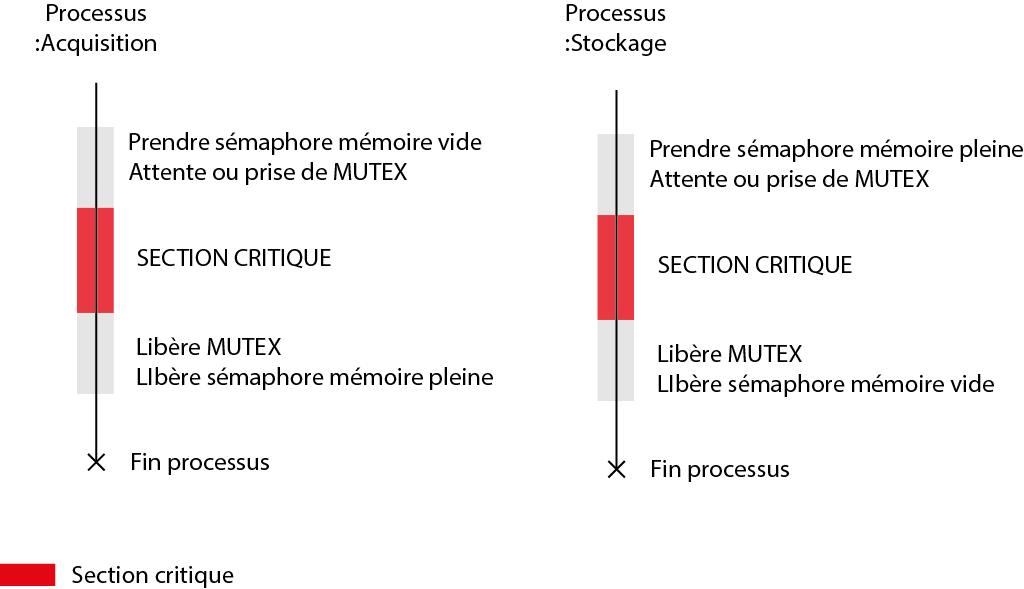 Processus
:Acquisition
Prendre sémaphore mémoire vide
Attente ou prise de MUTEX
SECTION CRITIQUE
Libère MUTEX
LIbère sémaphore mémoire pleine
Fin processus
Processus
:Stockage
Prendre sémaphore mémoire pleine
Attente ou prise de MUTEX
SECTION CRITIQUE
Libère MUTEX
LIbère sémaphore mémoire vide
Fin processus
Section critique